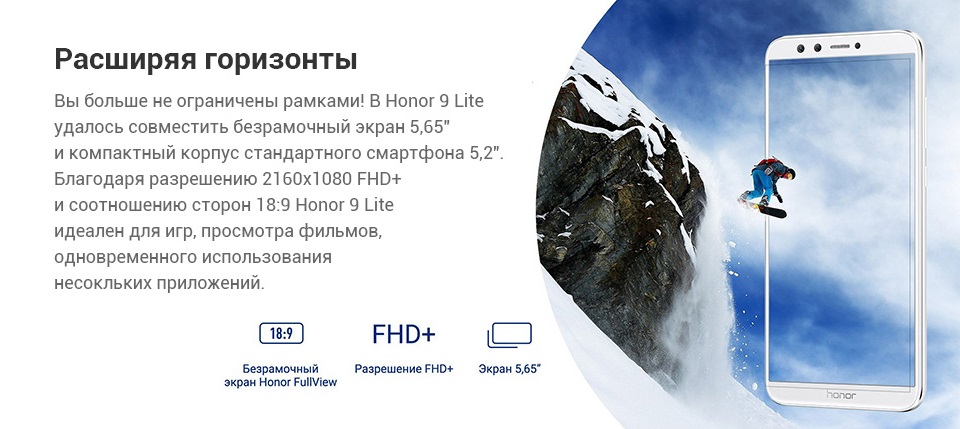 Расширяя горизонты
Вы больше не ограничены рамками! В Honor 9 Lite
удалось совместить безрамочный экран 5,65"
и компактный корпус стандартного смартфона 5,2".
Благодаря разрешению 2160x1080 FHD+
и соотношению сторон 18:9 Honor 9 Lite
идеален для игр, просмотра фильмов,
одновременного использования
несокльких приложений.
18:9
FHD+
Безрамочный
экран Honor FullView
Разрешение FHD+
Экран 5,65"
honor